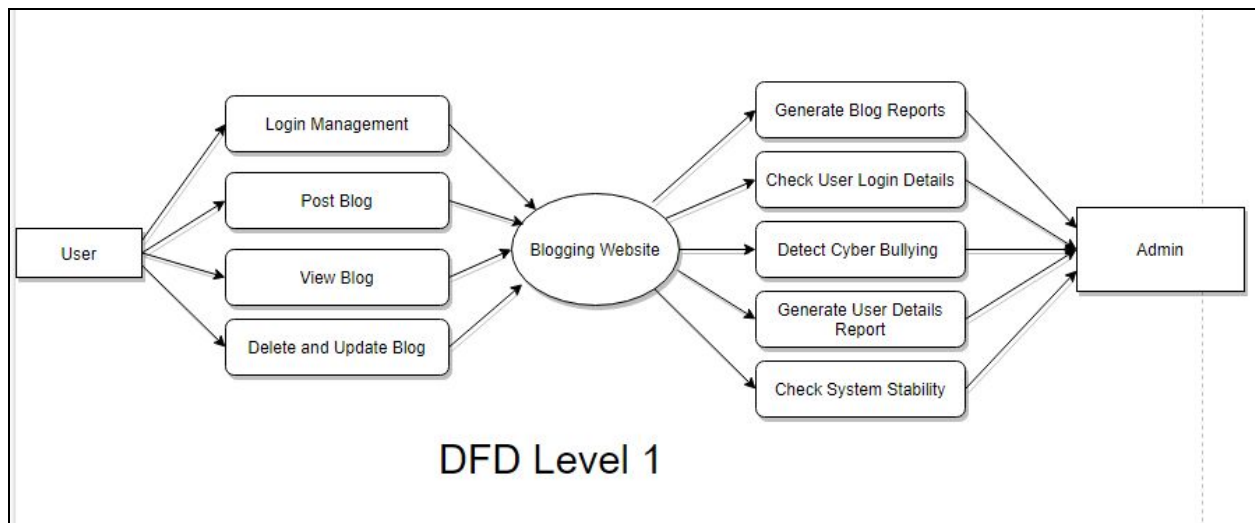 Login Management
Post Blog
View Blog
Delete and Update Blog
User
Blogging Website
Generate Blog Reports
Check User Login Details
Detect Cyber Bullying
Generate User Details
Report
Check System Stability
Admin
DFD Level 1